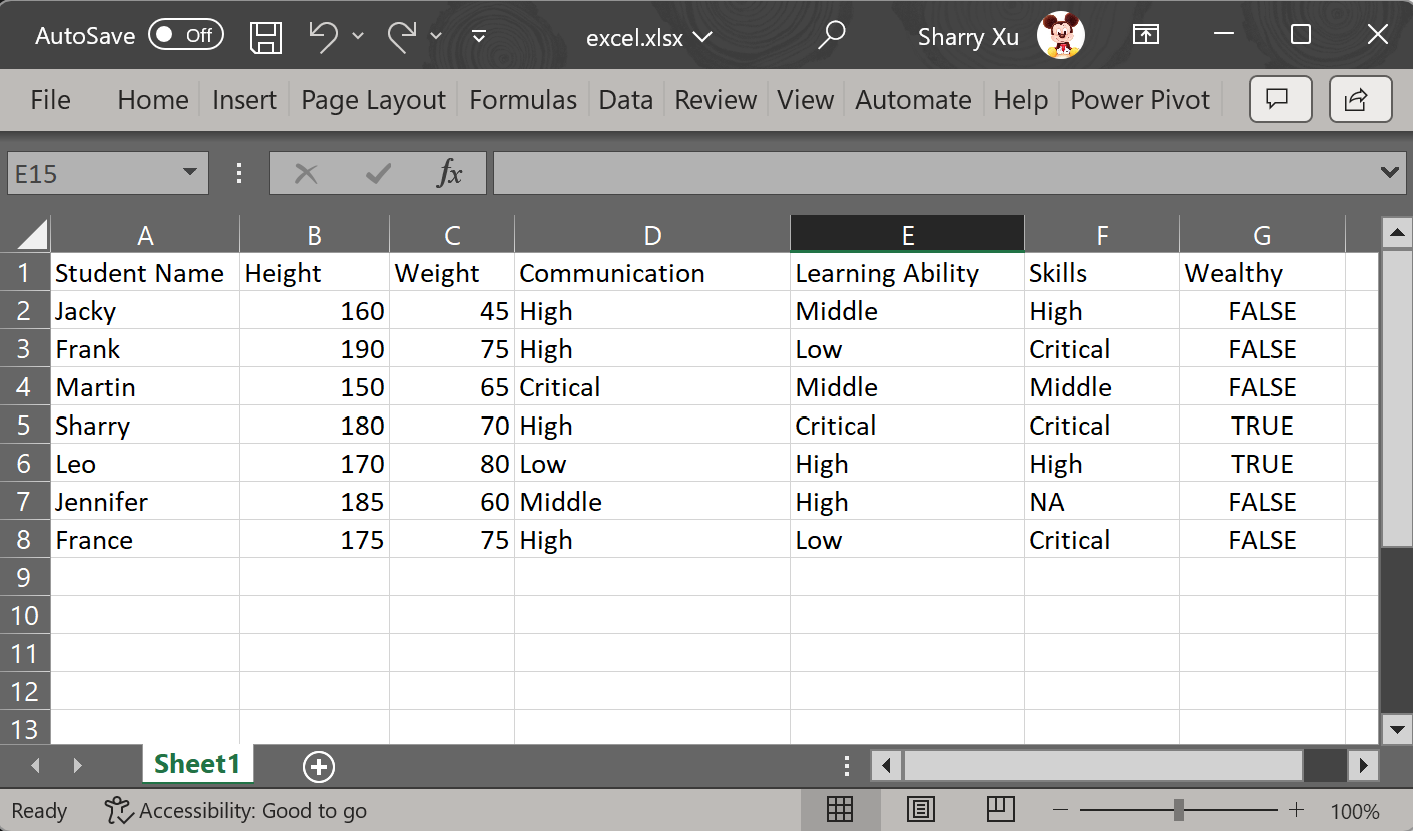 AutoSave Off excel.xlsx Sharry Xu
File Home Insert Page Layout Formulas Data Review View Automate Help Power Pivot
E15 fx
A B C D E F G
1 Student Name Height Weight Communication Learning Ability Skills Wealthy
2 Jacky 160 45 High Middle High FALSE
3 Frank 190 75 High Low Critical FALSE
4 Martin 150 65 Critical Middle Middle FALSE
5 Sharry 180 70 High Critical Critical TRUE
6 Leo 170 80 Low High High TRUE
7 Jennifer 185 60 Middle High NA FALSE
8 France 175 75 High Low Critical FALSE
9
10
11
12
13
Sheet1
Ready Accessibility: Good to go 100%